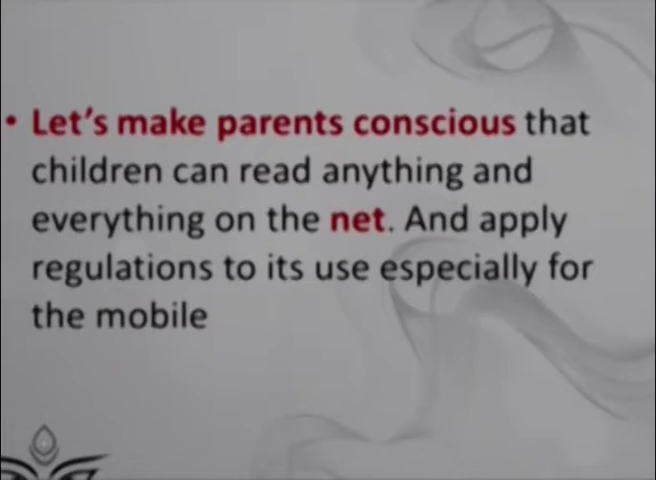 • Let's make parents conscious that
children can read anything and
everything on the net. And apply
regulations to its use especially for
the mobile